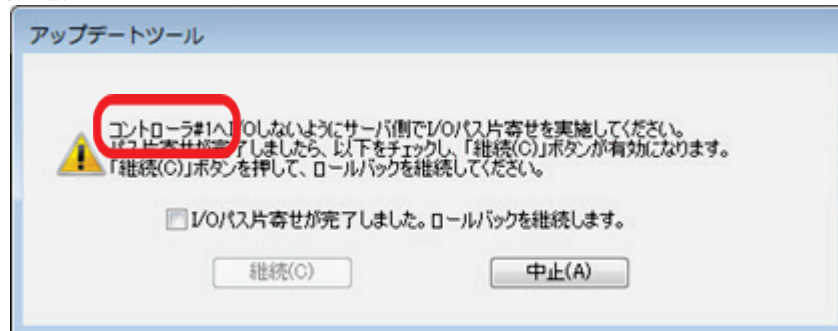 アップデートツール
コントローラ#1へI/Oしないようにサーバ側でI/Oパス片寄せを実施してください。
パス片寄せが完了しましたら、以下をチェックし、「継続(C)」ボタンが有効になります。
「継続(C)」ボタンを押して、ロールバックを継続してください。
I/Oパス片寄せが完了しました。ロールバックを継続します。
継続(C) 中止(A)